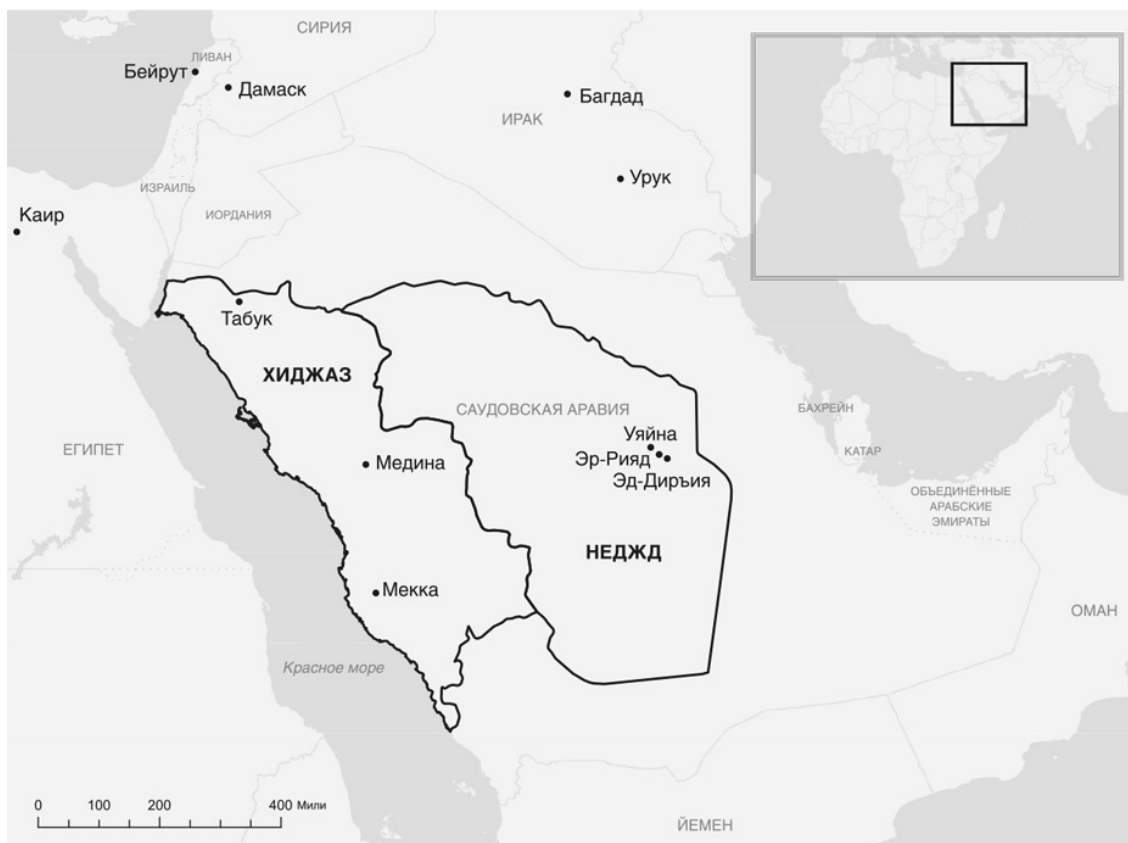 СИРИЯ
ЛИВАН
Бейрут
Дамаск
Багдад
ИРАК
Урук
ИЗРАИЛЬ
ИОРДАНИЯ
Каир
Табук
ХИДЖАЗ
САУДОВСКАЯ АРАВИЯ
БАХРЕЙН
КАТАР
Уяйна
Эр-Рияд
Эд-Диръия
ЕГИПЕТ
Медина
ОБЪЕДИНЁННЫЕ
АРАБСКИЕ
ЭМИРАТЫ
НЕДЖД
Мекка
ОМАН
Красное море
0 100 200 400 Мили
ЙЕМЕН